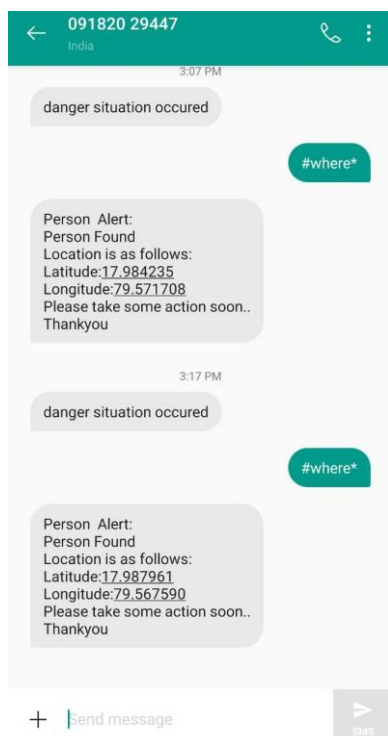 091820 29447
India
3:07 PM
danger situation occured
#where*
Person Alert:
Person Found
Location is as follows:
Latitude:17.984235
Longitude:79.571708
Please take some action soon..
Thankyou
3:17 PM
danger situation occured
#where*
Person Alert:
Person Found
Location is as follows:
Latitude:17.987961
Longitude:79.567590
Please take some action soon..
Thankyou
Send message
SMS